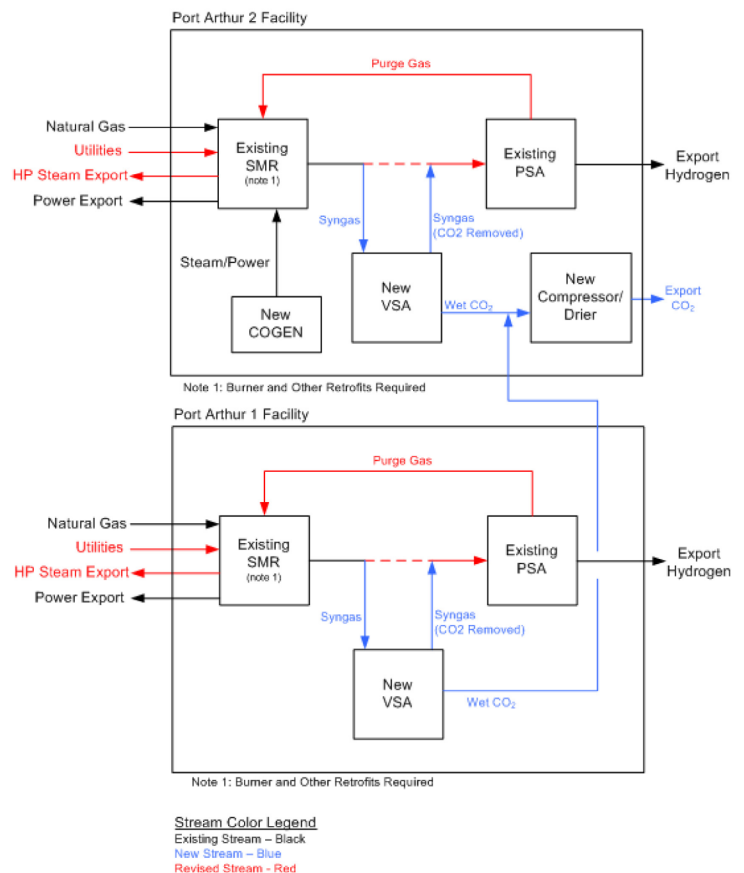 Port Arthur 2 Facility
Purge Gas
Natural Gas
Utilities
HP Steam Export
Power Export
Existing
SMR
(note 1)
Existing
PSA
Export
Hydrogen
Syngas
Syngas
(CO2 Removed)
Steam/Power
New
COGEN
New
VSA
Wet CO₂
New
Compressor/
Drier
Export
CO₂
Note 1: Burner and Other Retrofits Required
Port Arthur 1 Facility
Purge Gas
Natural Gas
Utilities
HP Steam Export
Power Export
Existing
SMR
(note 1)
Existing
PSA
Export
Hydrogen
Syngas
Syngas
(CO2 Removed)
New
VSA
Wet CO₂
Note 1: Burner and Other Retrofits Required
Stream Color Legend
Existing Stream – Black
New Stream – Blue
Revised Stream - Red